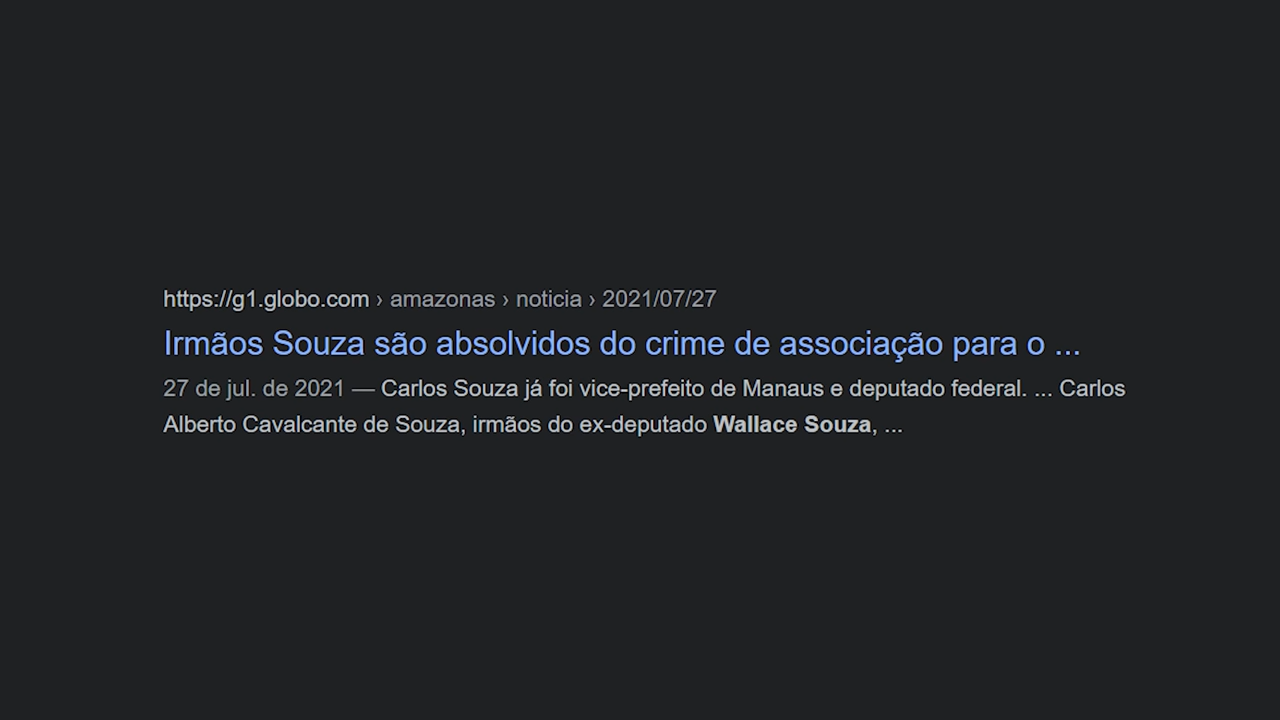 https://g1.globo.com › amazonas › noticia › 2021/07/27
Irmãos Souza são absolvidos do crime de associação para o ...
27 de jul. de 2021 — Carlos Souza já foi vice-prefeito de Manaus e deputado federal. ... Carlos
Alberto Cavalcante de Souza, irmãos do ex-deputado Wallace Souza, ...